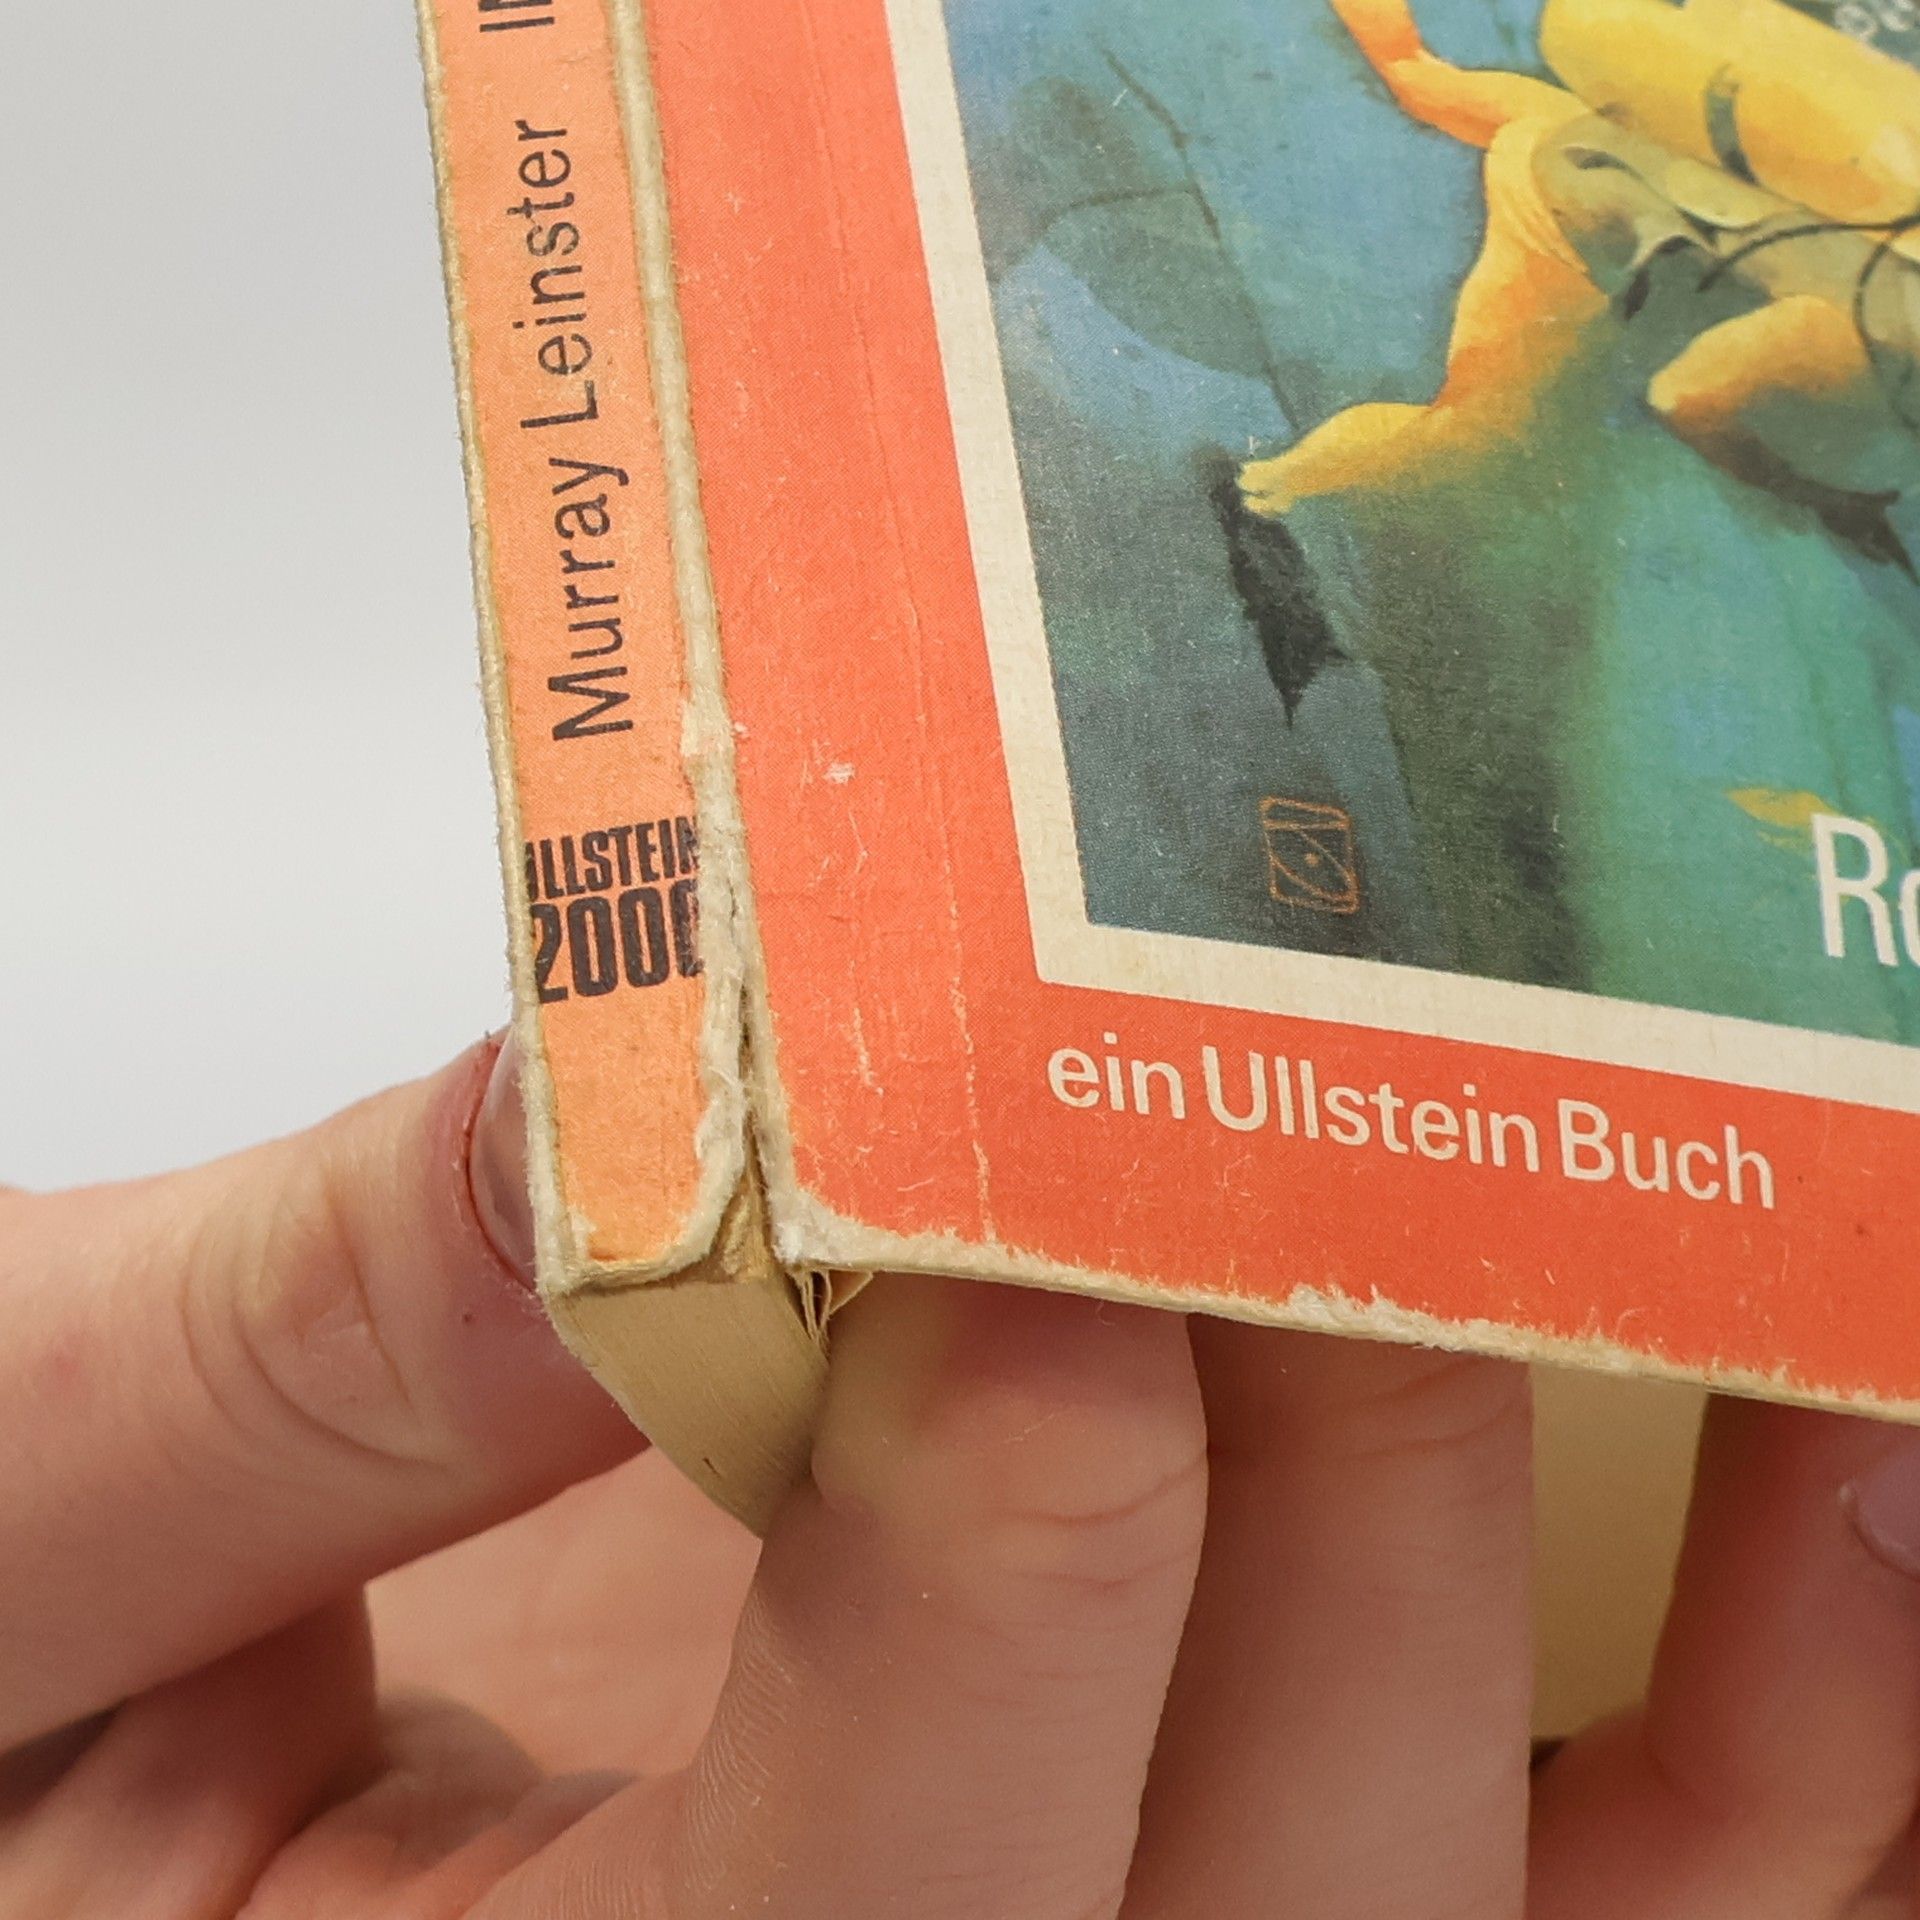 Murray Leinster
ULLSTEIN
2000
ein Ullstein Buch